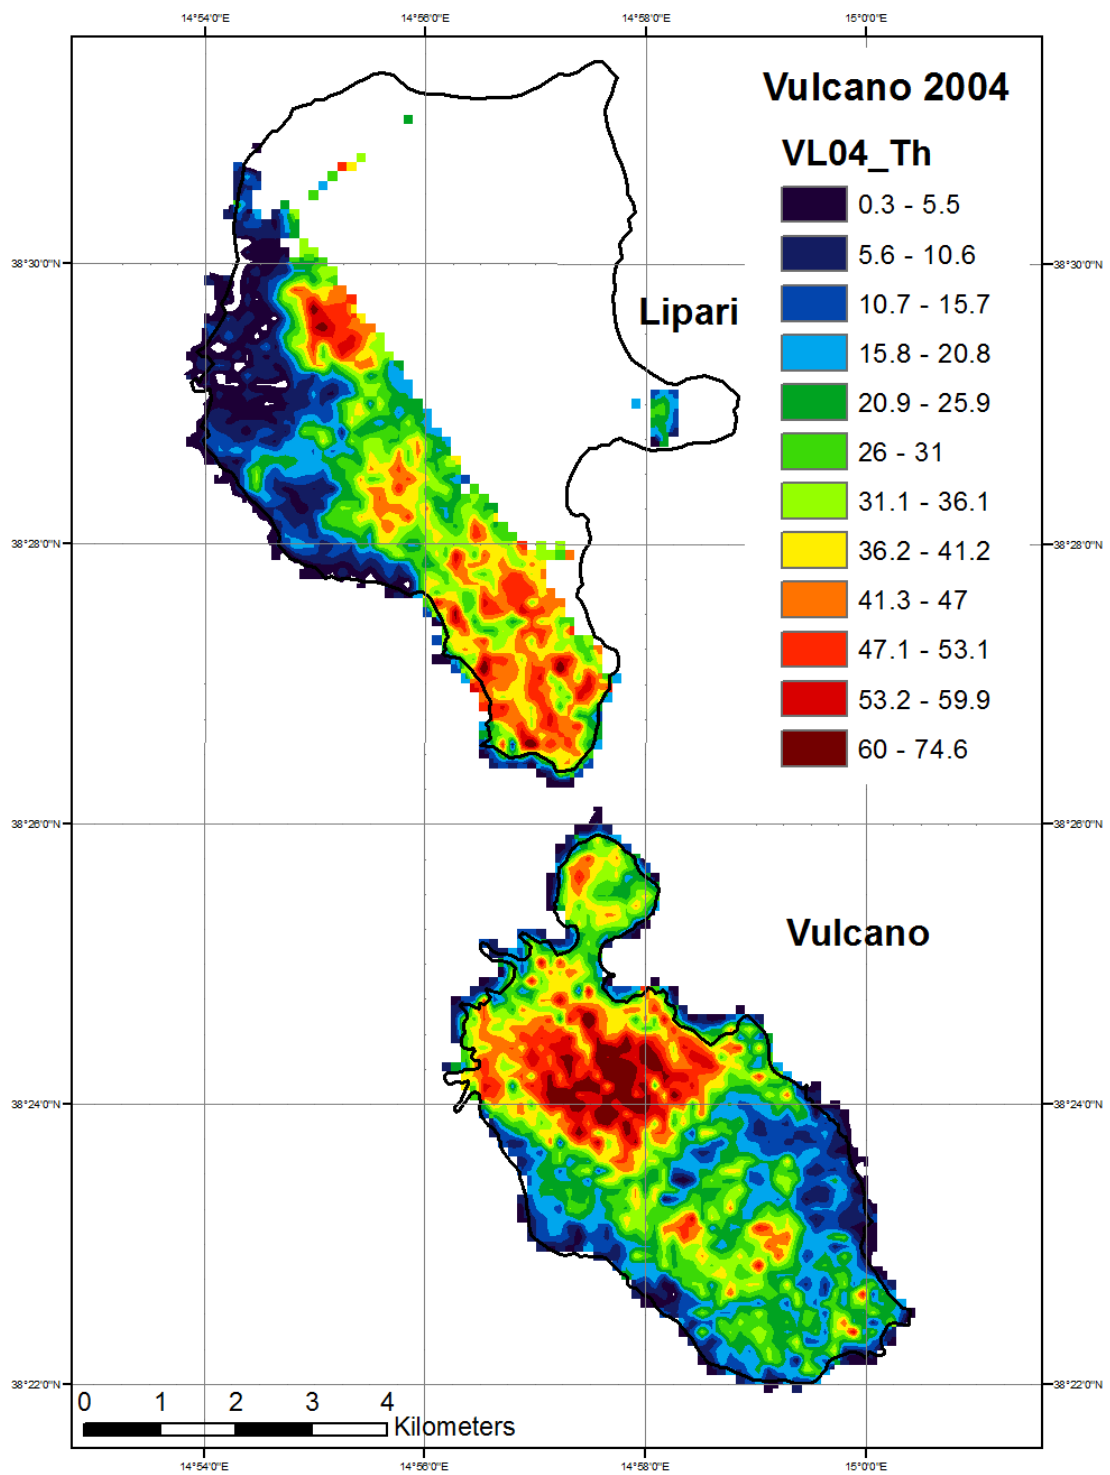 14°54'0"E 14°56'0"E 14°58'0"E 15°0'0"E
Vulcano 2004
VL04_Th
0.3 - 5.5
5.6 - 10.6
10.7 - 15.7
15.8 - 20.8
20.9 - 25.9
26 - 31
31.1 - 36.1
36.2 - 41.2
41.3 - 47
47.1 - 53.1
53.2 - 59.9
60 - 74.6
38°30'0"N 38°30'0"N
Lipari
38°28'0"N 38°28'0"N
38°26'0"N 38°26'0"N
Vulcano
38°24'0"N 38°24'0"N
38°22'0"N 38°22'0"N
0 1 2 3 4
Kilometers
14°54'0"E 14°56'0"E 14°58'0"E 15°0'0"E